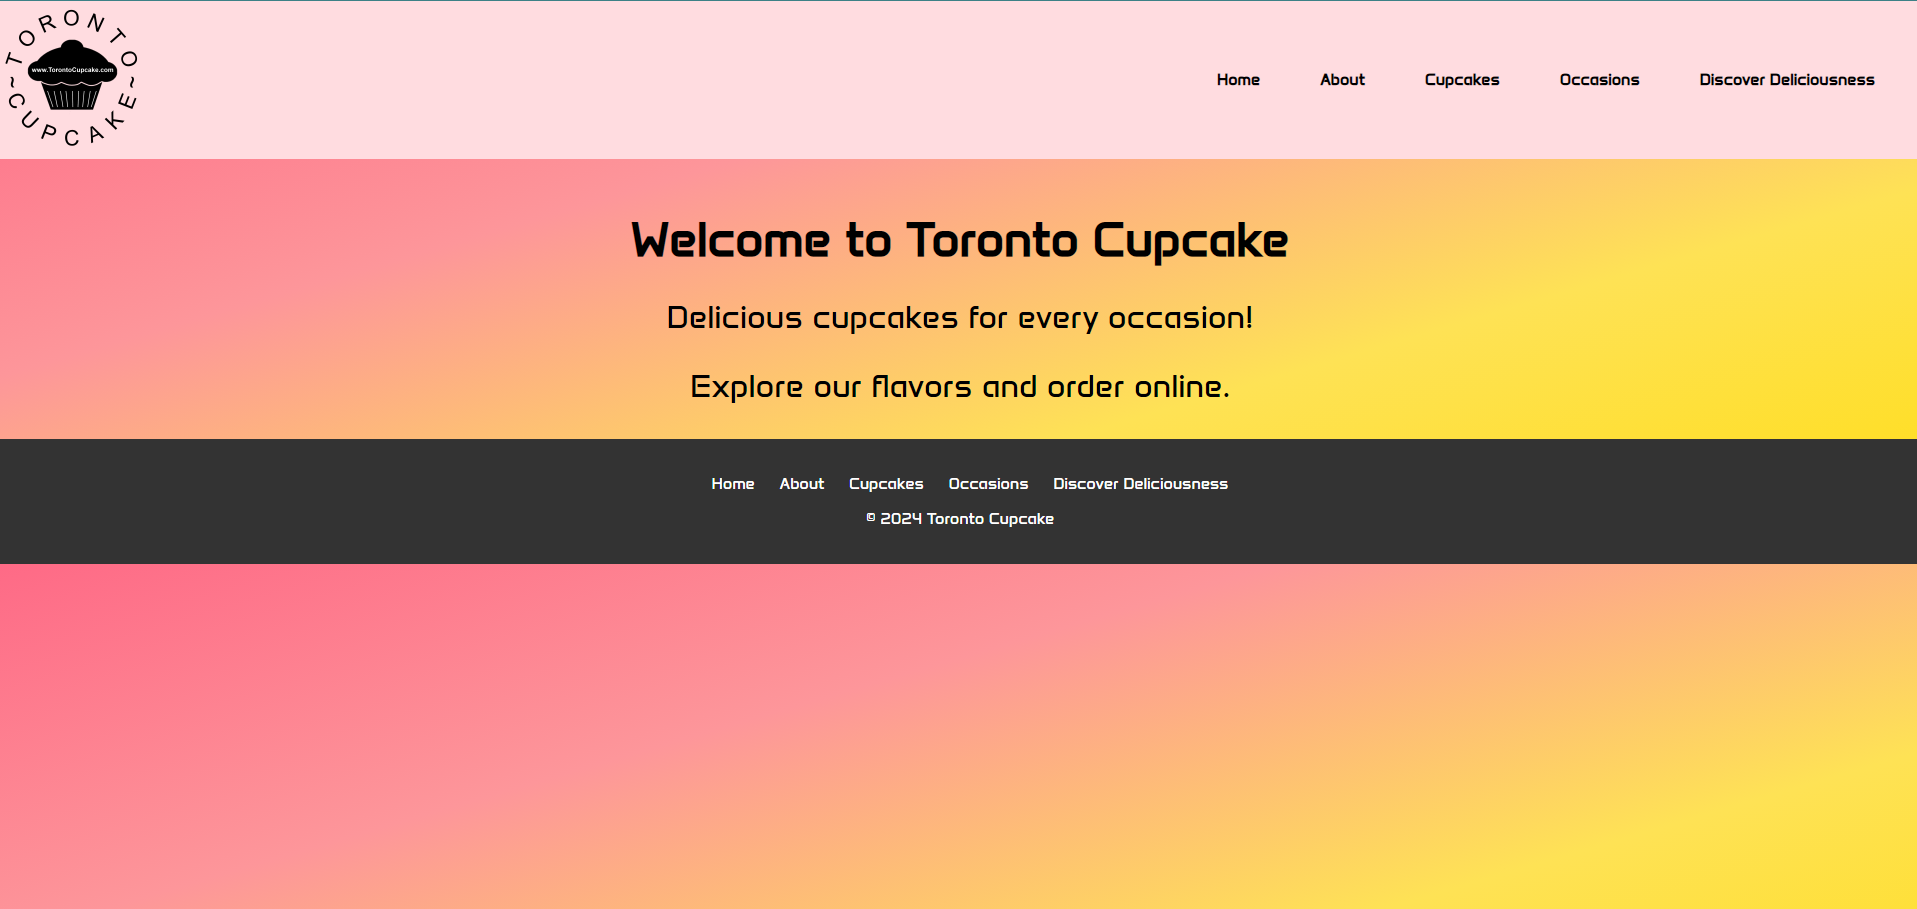 TORONTO
www.TorontoCupcake.com
~CUPCAKE~
Home About Cupcakes Occasions Discover Deliciousness
Welcome to Toronto Cupcake
Delicious cupcakes for every occasion!
Explore our flavors and order online.
Home About Cupcakes Occasions Discover Deliciousness
© 2024 Toronto Cupcake